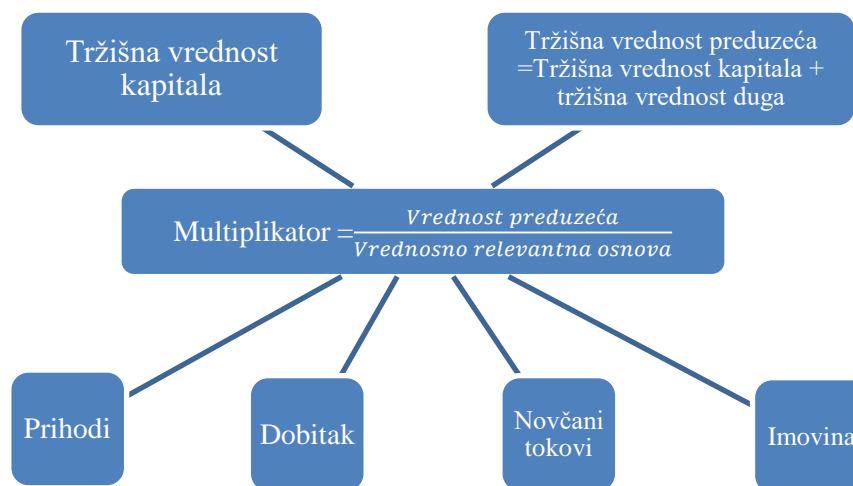 Tržišna vrednost
kapitala
Tržišna vrednost preduzeća
=Tržišna vrednost kapitala +
tržišna vrednost duga
Multiplikator = Vrednost preduzeća / Vrednosno relevantna osnova
Prihodi
Dobitak
Novčani
tokovi
Imovina